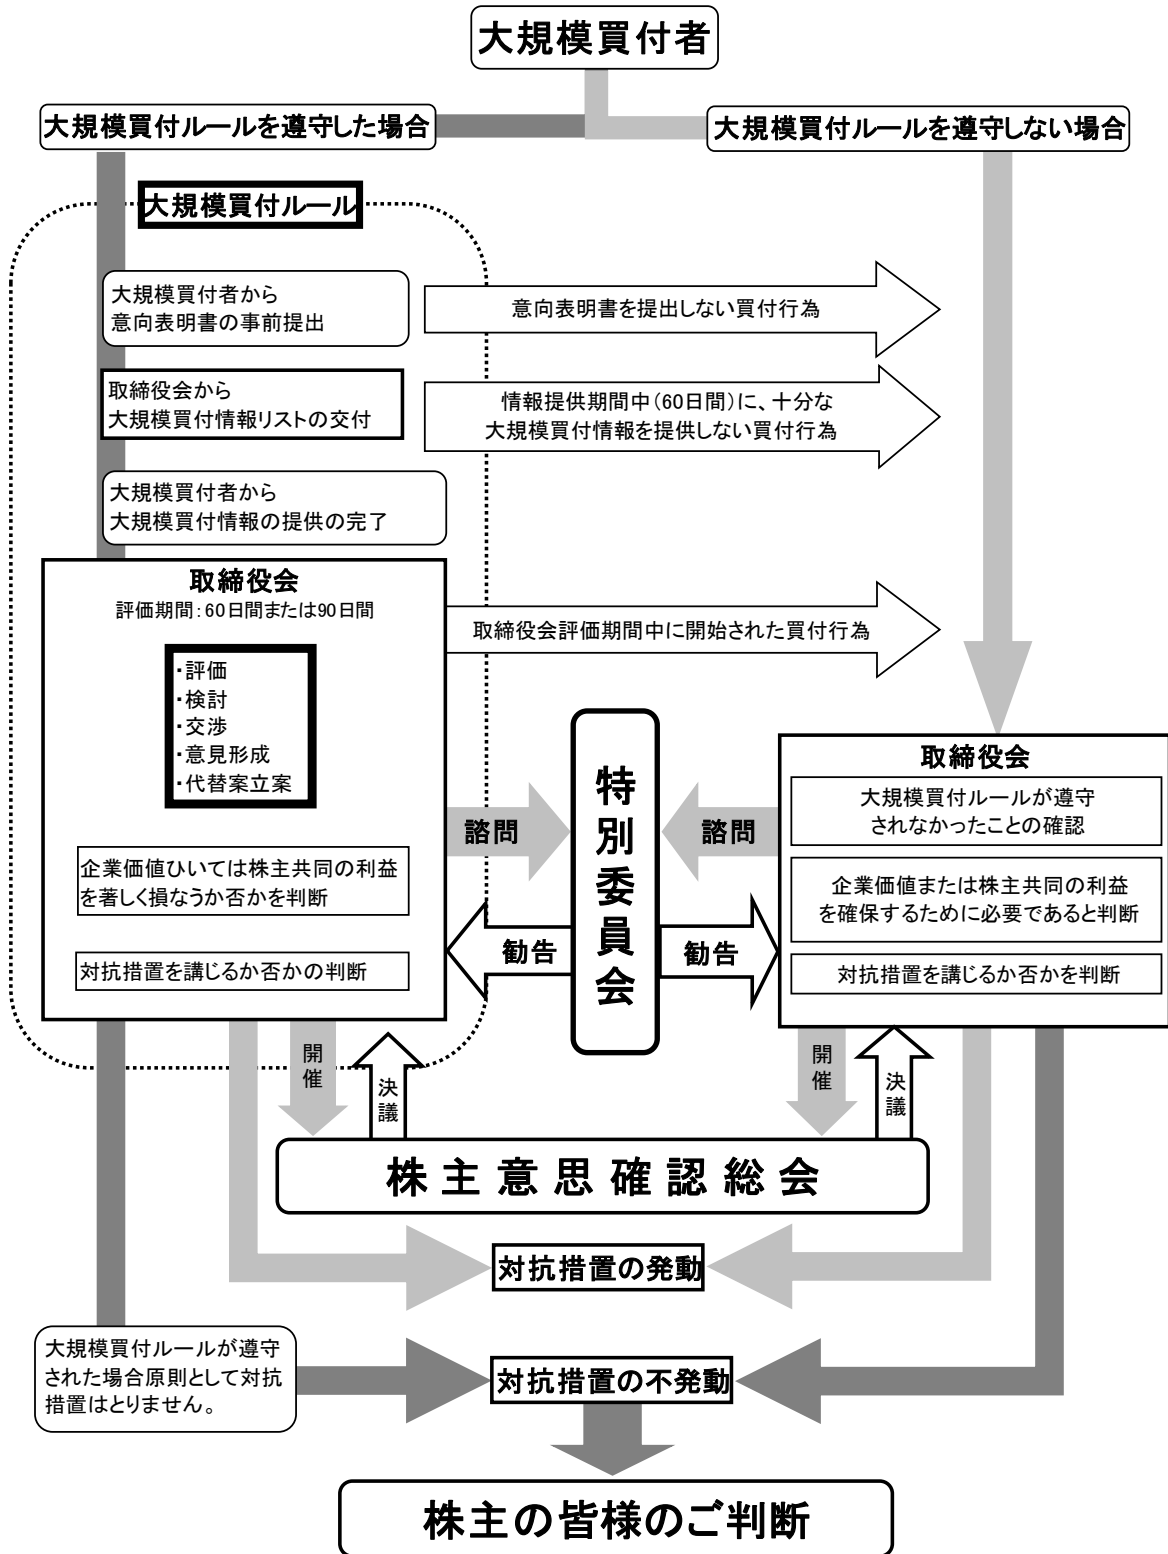 大規模買付者
大規模買付ルールを遵守した場合
大規模買付ルールを遵守しない場合
大規模買付ルール
大規模買付者から
意向表明書の事前提出
意向表明書を提出しない買付行為
取締役会から
大規模買付情報リストの交付
情報提供期間中(60日間)に、十分な
大規模買付情報を提供しない買付行為
大規模買付者から
大規模買付情報の提供の完了
取締役会
評価期間:60日間または90日間
・評価
・検討
・交渉
・意見形成
・代替案立案
取締役会評価期間中に開始された買付行為
企業価値ひいては株主共同の利益
を著しく損なうか否かを判断
対抗措置を講じるか否かの判断
諮問
勧告
特別委員会
諮問
勧告
取締役会
大規模買付ルールが遵守
されなかったことの確認
企業価値または株主共同の利益
を確保するために必要であると判断
対抗措置を講じるか否かを判断
開催
決議
開催
決議
株主意思確認総会
対抗措置の発動
大規模買付ルールが遵守
された場合原則として対抗
措置はとりません。
対抗措置の不発動
株主の皆様のご判断